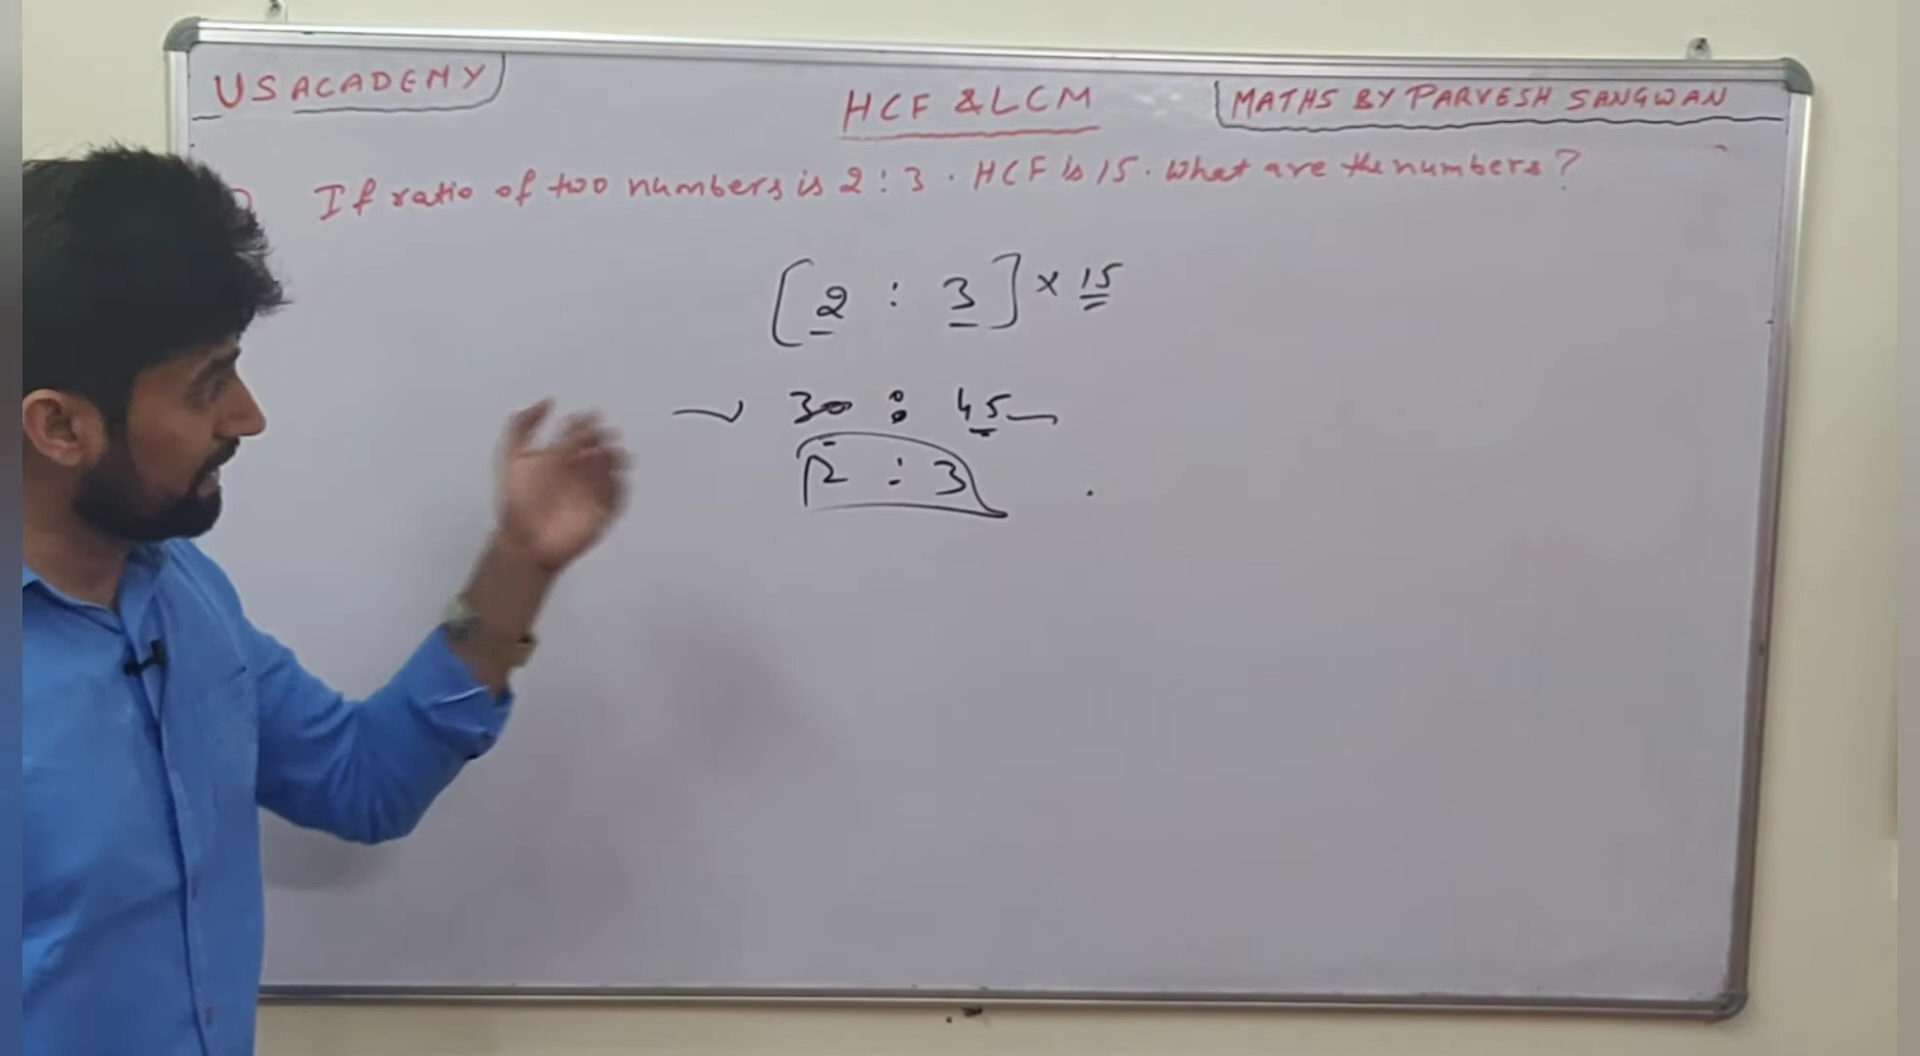 US ACADEMY
HCF & LCM
MATHS BY PARVESH SANGWAN
If ratio of two numbers is 2 : 3 . HCF is 15 . What are the numbers ?
[2 : 3] × 15
30 : 45
2 : 3